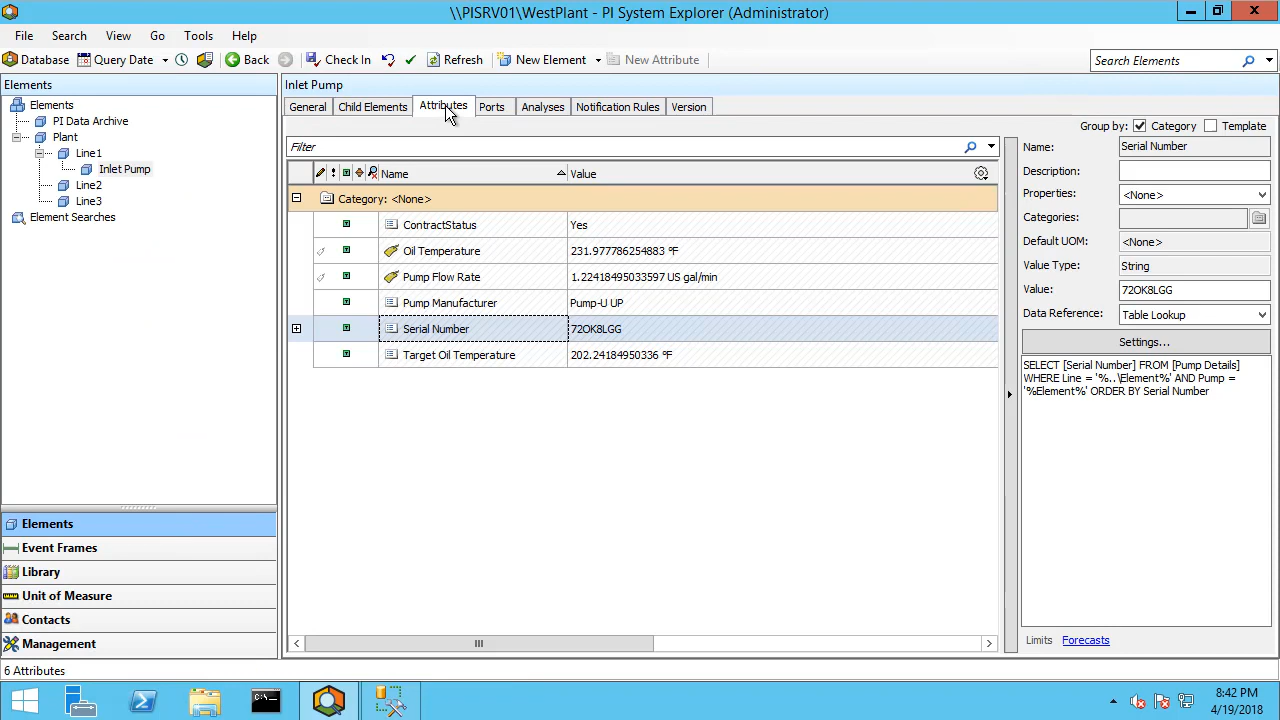 \\PISRV01\WestPlant - PI System Explorer (Administrator)
File Search View Go Tools Help
Database Query Date Back Check In Refresh New Element New Attribute Search Elements
Elements
Elements
PI Data Archive
Plant
Line1
Inlet Pump
Line2
Line3
Element Searches
Elements
Event Frames
Library
Unit of Measure
Contacts
Management
Inlet Pump
General Child Elements Attributes Ports Analyses Notification Rules Version
Group by: Category Template
Filter
Name Value
Category: <None>
ContractStatus Yes
Oil Temperature 231.977786254883 °F
Pump Flow Rate 1.22418495033597 US gal/min
Pump Manufacturer Pump-U UP
Serial Number 72OK8LGG
Target Oil Temperature 202.24184950336 °F
Name: Serial Number
Description:
Properties: <None>
Categories:
Default UOM: <None>
Value Type: String
Value: 72OK8LGG
Data Reference: Table Lookup
Settings...
SELECT [Serial Number] FROM [Pump Details]
WHERE Line = '%..\Element%' AND Pump =
'%Element%' ORDER BY Serial Number
Limits Forecasts
6 Attributes
8:42 PM
4/19/2018